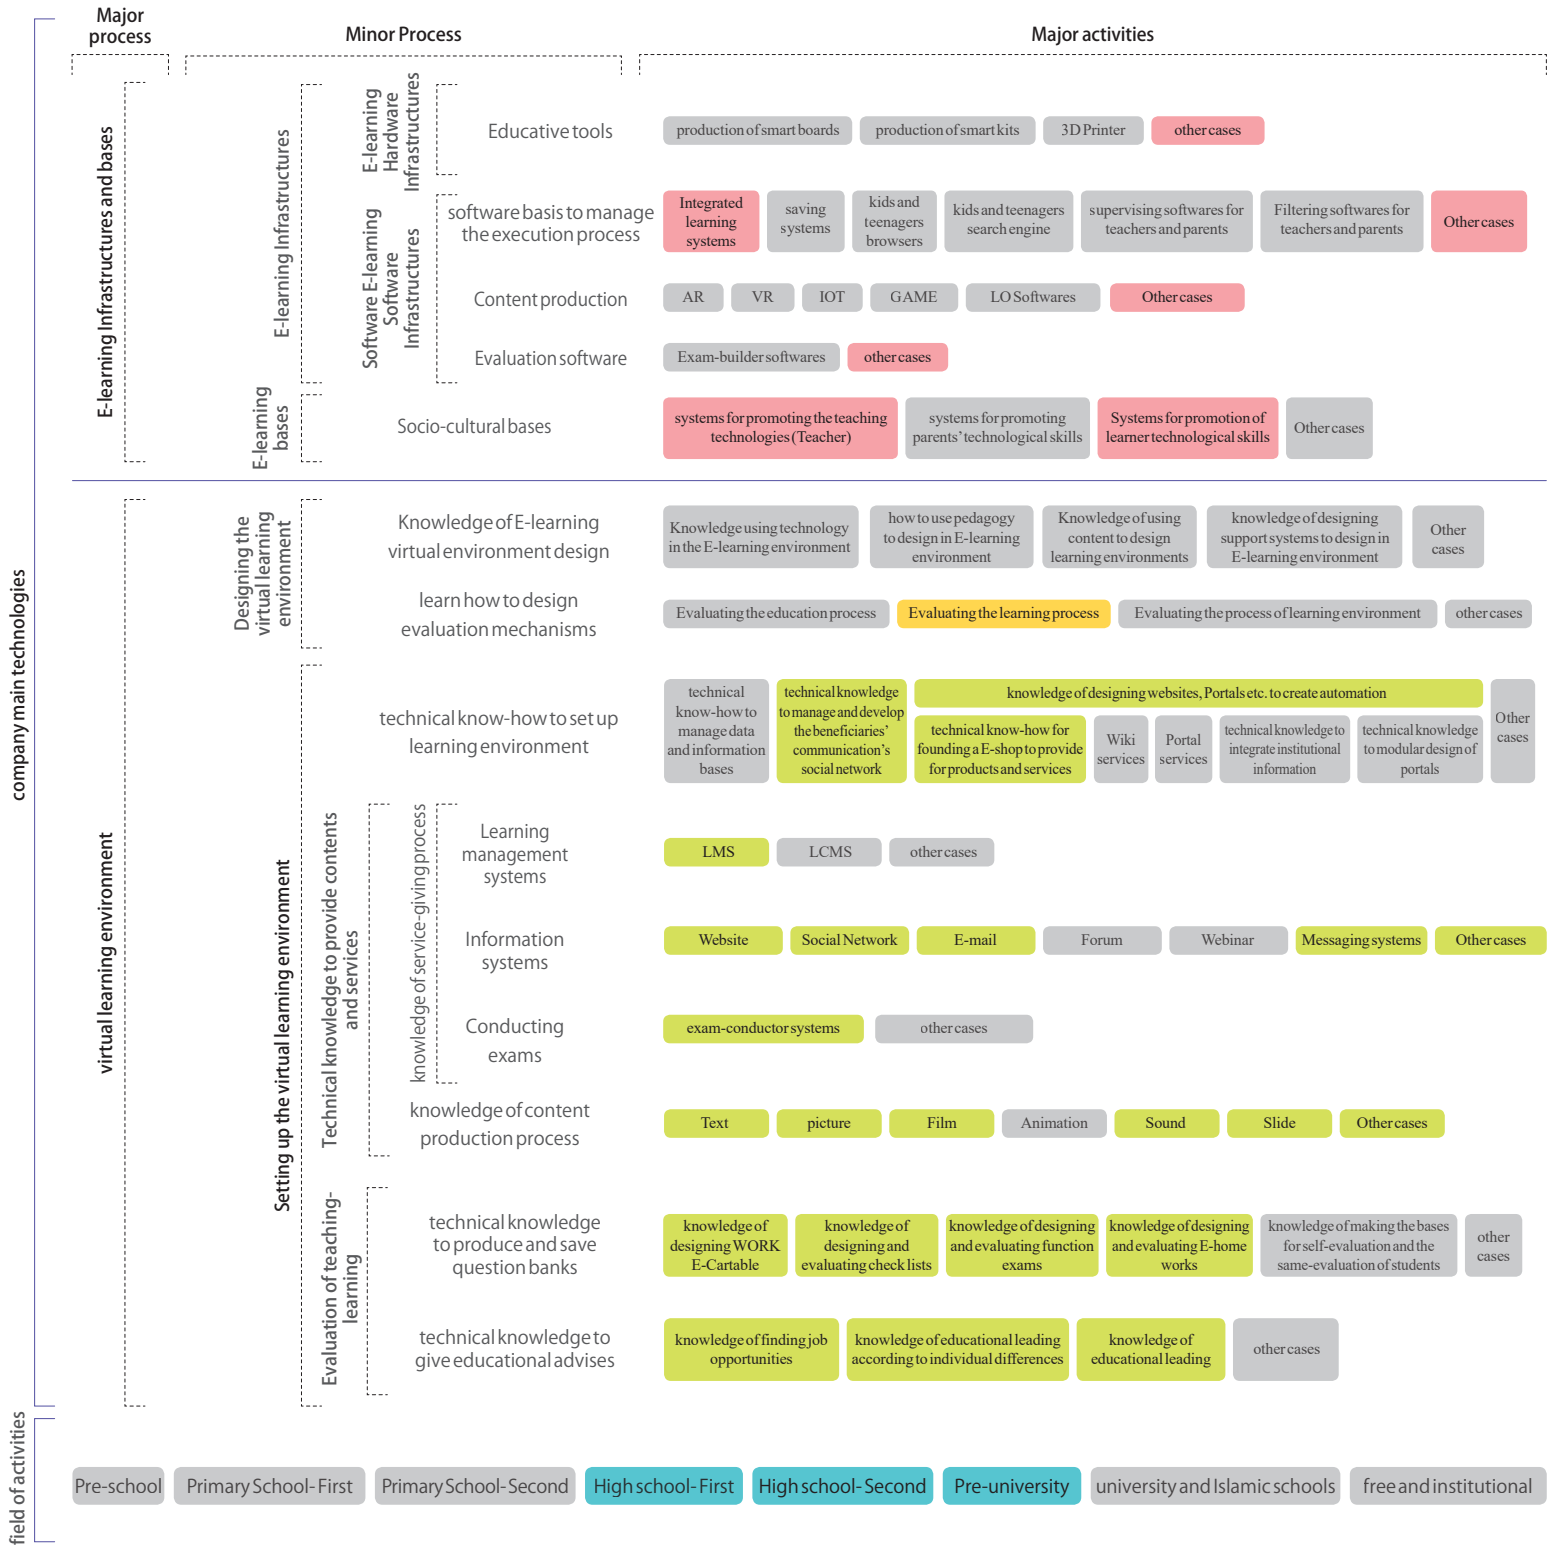 Major
process
Minor Process
Major activities
company main technologies
E-learning Infrastructures and bases
E-learning Infrastructures
E-learning
Hardware
Infrastructures
Educative tools
production of smart boards
production of smart kits
3D Printer
other cases
Software E-learning
Software
Infrastructures
software basis to manage
the execution process
Integrated
learning
systems
saving
systems
kids and
teenagers
browsers
kids and teenagers
search engine
supervising softwares for
teachers and parents
Filtering softwares for
teachers and parents
Other cases
Content production
AR
VR
IOT
GAME
LO Softwares
Other cases
Evaluation software
Exam-builder softwares
other cases
E-learning
bases
Socio-cultural bases
systems for promoting the teaching
technologies (Teacher)
systems for promoting
parents' technological skills
Systems for promotion of
learner technological skills
Other cases
virtual learning environment
Designing the
virtual learning
environment
Knowledge of E-learning
virtual environment design
Knowledge using technology
in the E-learning environment
how to use pedagogy
to design in E-learning
environment
Knowledge of using
content to design
learning environments
knowledge of designing
support systems to design in
E-learning environment
Other
cases
learn how to design
evaluation mechanisms
Evaluating the education process
Evaluating the learning process
Evaluating the process of learning environment
other cases
Setting up the virtual learning environment
technical know-how to set up
learning environment
technical
know-how to
manage data
and information
bases
technical knowledge
to manage and develop
the beneficiaries'
communication's
social network
knowledge of designing websites, Portals etc. to create automation
technical know-how for
founding a E-shop to provide
for products and services
Wiki
services
Portal
services
technical knowledge to
integrate institutional
information
technical knowledge
to modular design of
portals
Other
cases
Technical knowledge to provide contents
and services
knowledge of service-giving process
Learning
management
systems
LMS
LCMS
other cases
Information
systems
Website
Social Network
E-mail
Forum
Webinar
Messaging systems
Other cases
Conducting
exams
exam-conductor systems
other cases
knowledge of content
production process
Text
picture
Film
Animation
Sound
Slide
Other cases
Evaluation of teaching-
learning
technical knowledge
to produce and save
question banks
knowledge of
designing WORK
E-Cartable
knowledge of
designing and
evaluating check lists
knowledge of designing
and evaluating function
exams
knowledge of designing
and evaluating E-home
works
knowledge of making the bases
for self-evaluation and the
same-evaluation of students
other
cases
technical knowledge to
give educational advises
knowledge of finding job
opportunities
knowledge of educational leading
according to individual differences
knowledge of
educational leading
other cases
field of activities
Pre-school
Primary School- First
Primary School- Second
High school- First
High school- Second
Pre-university
university and Islamic schools
free and institutional